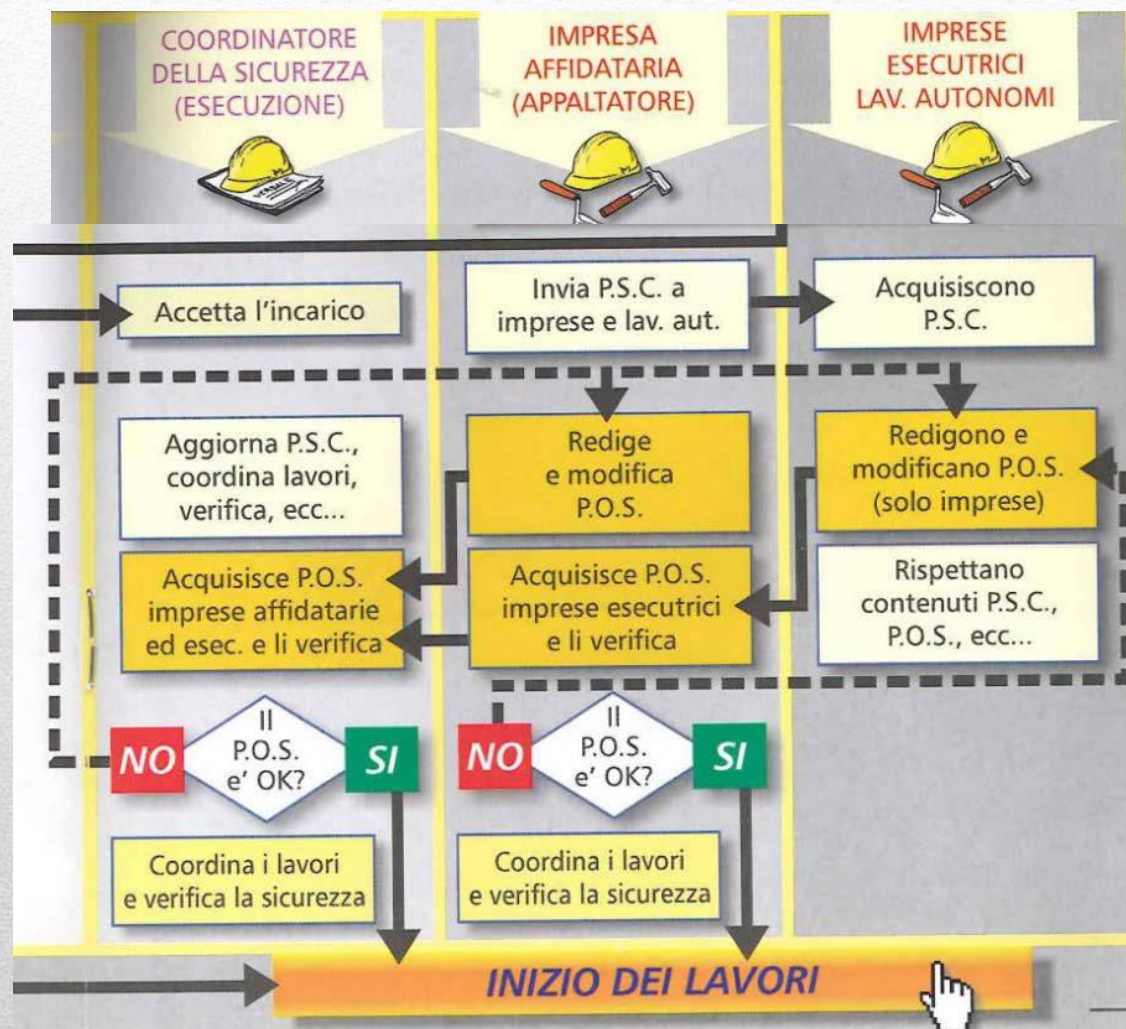 COORDINATORE
DELLA SICUREZZA
(ESECUZIONE)
IMPRESA
AFFIDATARIA
(APPALTATORE)
IMPRESE
ESECUTRICI
LAV. AUTONOMI
VERBALE
Accetta l'incarico
Invia P.S.C. a
imprese e lav. aut.
Acquisiscono
P.S.C.
Aggiorna P.S.C.,
coordina lavori,
verifica, ecc...
Redige
e modifica
P.O.S.
Redigono e
modificano P.O.S.
(solo imprese)
Acquisisce P.O.S.
imprese affidatarie
ed esec. e li verifica
Acquisisce P.O.S.
imprese esecutrici
e li verifica
Rispettano
contenuti P.S.C.,
P.O.S., ecc...
NO
Il
P.O.S.
e' OK?
SI
NO
Il
P.O.S.
e' OK?
SI
Coordina i lavori
e verifica la sicurezza
Coordina i lavori
e verifica la sicurezza
INIZIO DEI LAVORI